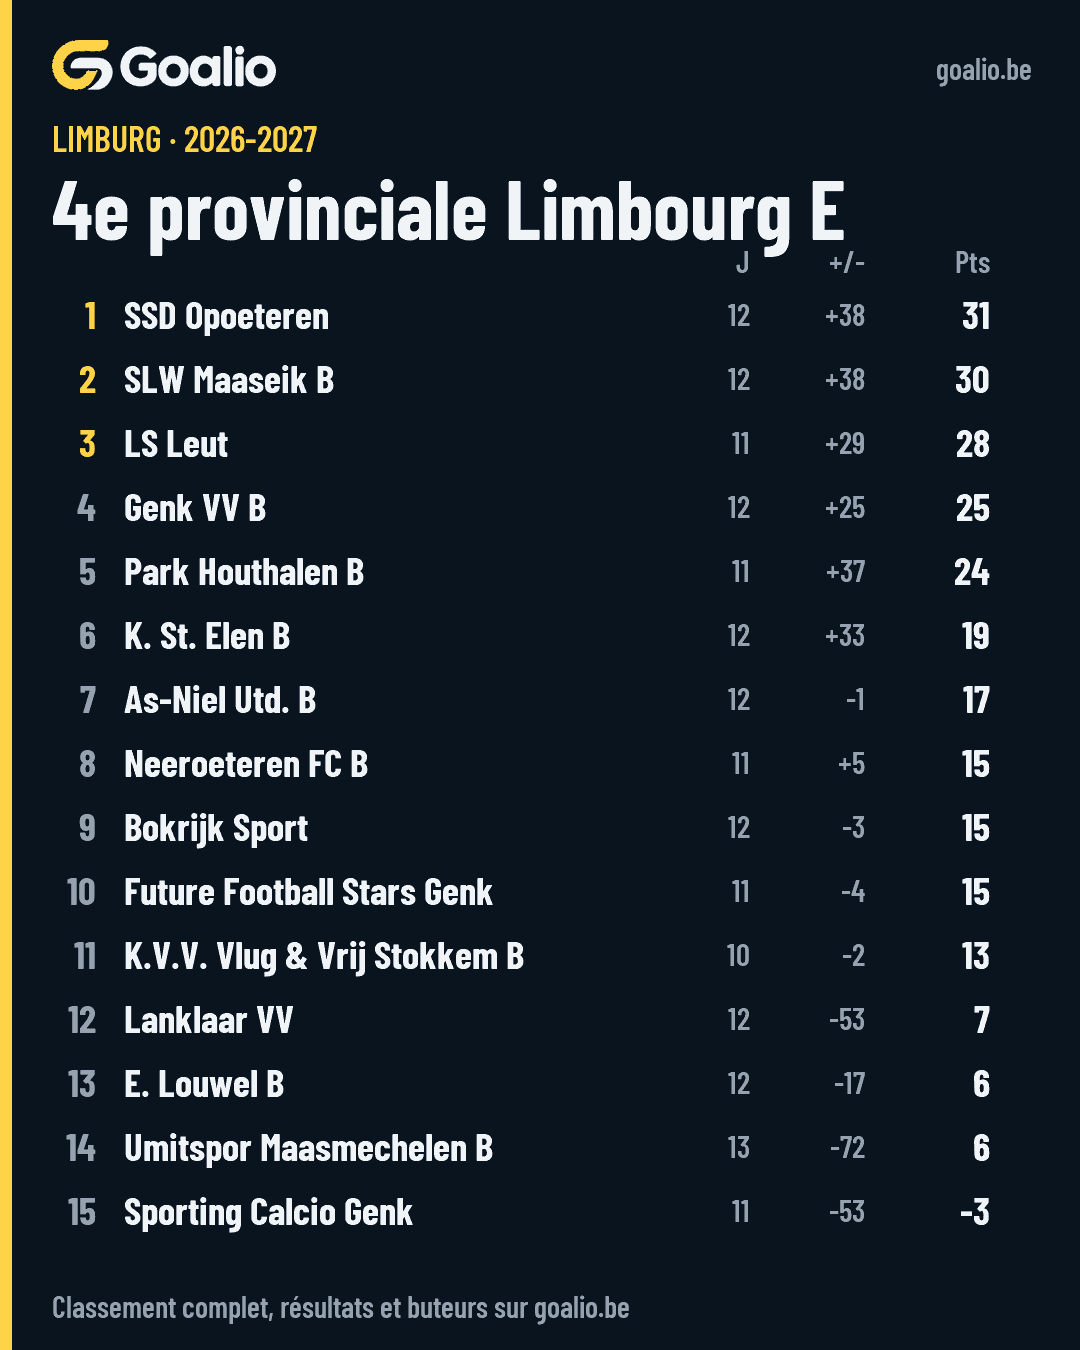 Goalio
goalio.be
LIMBURG · 2026-2027
4e provinciale Limbourg E
J +/- Pts
1 SSD Opoeteren 12 +38 31
2 SLW Maaseik B 12 +38 30
3 LS Leut 11 +29 28
4 Genk VV B 12 +25 25
5 Park Houthalen B 11 +37 24
6 K. St. Elen B 12 +33 19
7 As-Niel Utd. B 12 -1 17
8 Neeroeteren FC B 11 +5 15
9 Bokrijk Sport 12 -3 15
10 Future Football Stars Genk 11 -4 15
11 K.V.V. Vlug & Vrij Stokkem B 10 -2 13
12 Lanklaar VV 12 -53 7
13 E. Louwel B 12 -17 6
14 Umitspor Maasmechelen B 13 -72 6
15 Sporting Calcio Genk 11 -53 -3
Classement complet, résultats et buteurs sur goalio.be